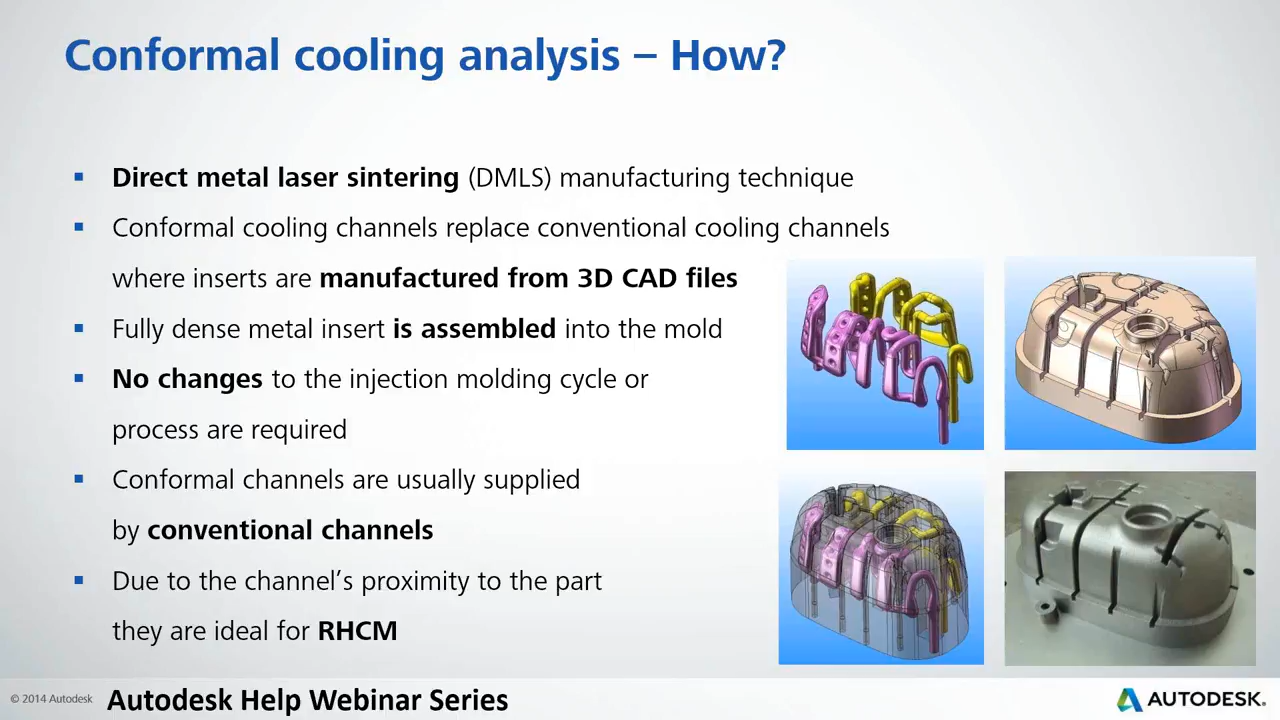 Conformal cooling analysis – How?
▪ Direct metal laser sintering (DMLS) manufacturing technique
▪ Conformal cooling channels replace conventional cooling channels
where inserts are manufactured from 3D CAD files
▪ Fully dense metal insert is assembled into the mold
▪ No changes to the injection molding cycle or
process are required
▪ Conformal channels are usually supplied
by conventional channels
▪ Due to the channel’s proximity to the part
they are ideal for RHCM
© 2014 Autodesk
Autodesk Help Webinar Series
AUTODESK.